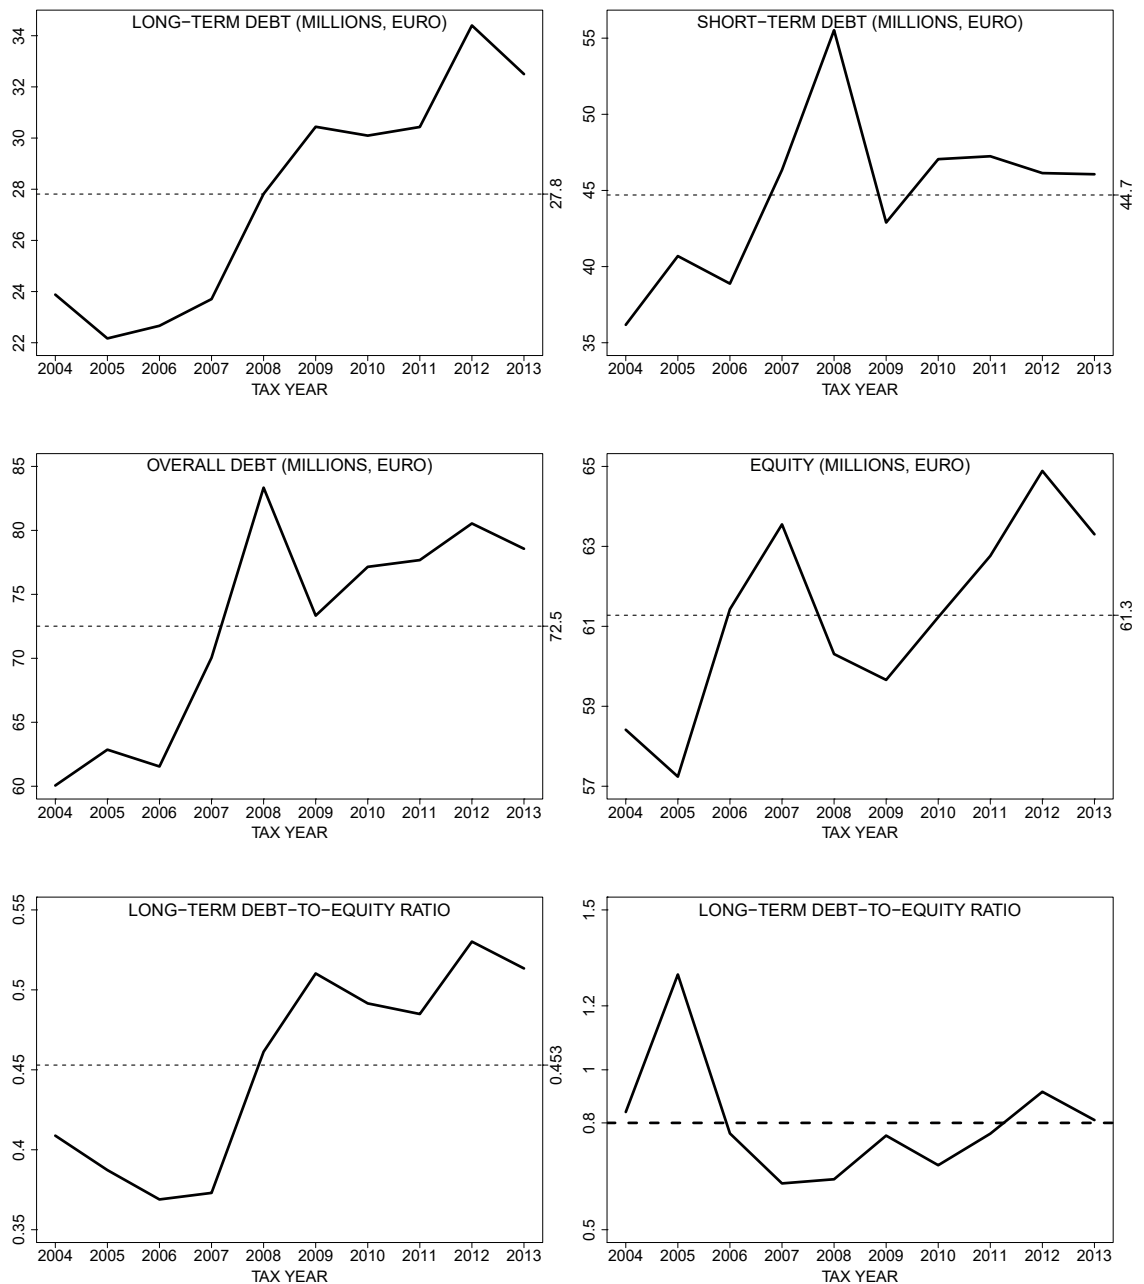 LONG−TERM DEBT (MILLIONS, EURO)
34
32
30
28
26
24
22
27.8
2004 2005 2006 2007 2008 2009 2010 2011 2012 2013
TAX YEAR
SHORT−TERM DEBT (MILLIONS, EURO)
55
50
45
40
35
44.7
2004 2005 2006 2007 2008 2009 2010 2011 2012 2013
TAX YEAR
OVERALL DEBT (MILLIONS, EURO)
85
80
75
70
65
60
72.5
2004 2005 2006 2007 2008 2009 2010 2011 2012 2013
TAX YEAR
EQUITY (MILLIONS, EURO)
65
63
61
59
57
61.3
2004 2005 2006 2007 2008 2009 2010 2011 2012 2013
TAX YEAR
LONG−TERM DEBT−TO−EQUITY RATIO
0.55
0.5
0.45
0.4
0.35
0.453
2004 2005 2006 2007 2008 2009 2010 2011 2012 2013
TAX YEAR
LONG−TERM DEBT−TO−EQUITY RATIO
1.5
1.2
1
0.8
0.5
2004 2005 2006 2007 2008 2009 2010 2011 2012 2013
TAX YEAR